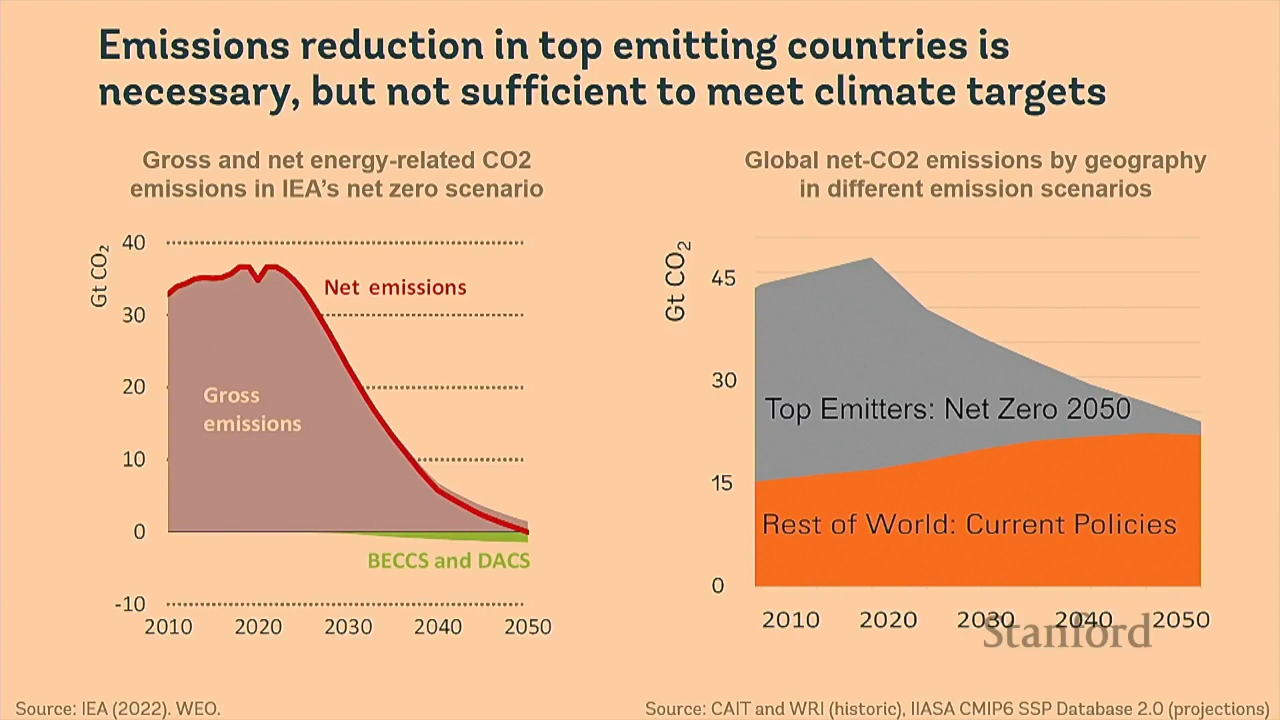 Emissions reduction in top emitting countries is
necessary, but not sufficient to meet climate targets
Gross and net energy-related CO2
emissions in IEA's net zero scenario
Gt CO₂
40
30
20
10
0
-10
Net emissions
Gross
emissions
BECCS and DACS
2010 2020 2030 2040 2050
Global net-CO2 emissions by geography
in different emission scenarios
Gt CO₂
45
30
15
0
Top Emitters: Net Zero 2050
Rest of World: Current Policies
2010 2020 2030 2040 2050
Stanford
Source: IEA (2022). WEO.
Source: CAIT and WRI (historic), IIASA CMIP6 SSP Database 2.0 (projections)